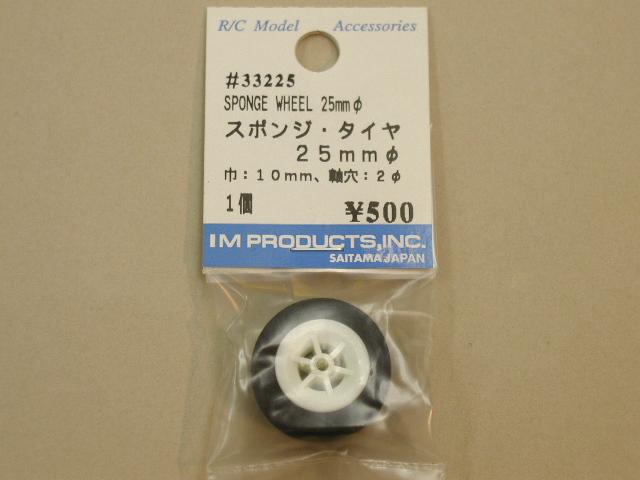 R/C Model Accessories
#33225
SPONGE WHEEL 25mmφ
スポンジ・タイヤ
25mmφ
巾:10mm、軸穴:2φ
1個
¥500
IM PRODUCTS,INC.
SAITAMA JAPAN